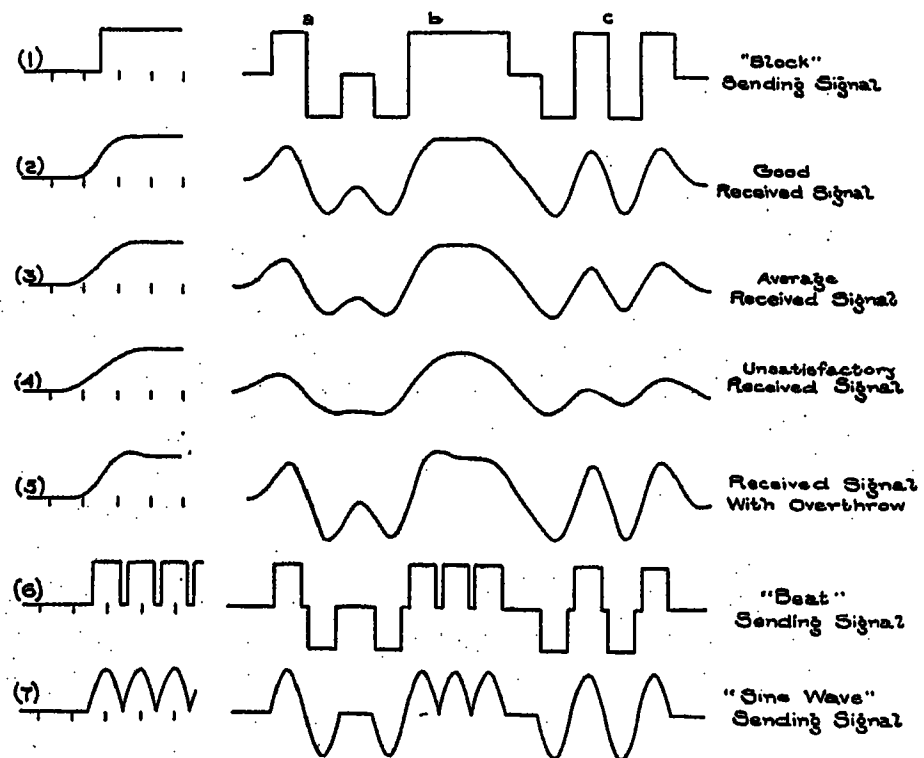 a b c
(1) "Block"
Sending Signal
(2) Good
Received Signal
(3) Average
Received Signal
(4) Unsatisfactory
Received Signal
(5) Received Signal
With Overthrow
(6) "Beat"
Sending Signal
(7) "Sine Wave"
Sending Signal